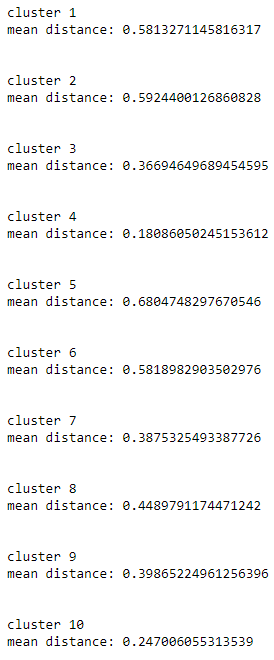 cluster 1
mean distance: 0.5813271145816317
cluster 2
mean distance: 0.5924400126860828
cluster 3
mean distance: 0.36694649689454595
cluster 4
mean distance: 0.18086050245153612
cluster 5
mean distance: 0.6804748297670546
cluster 6
mean distance: 0.5818982903502976
cluster 7
mean distance: 0.3875325493387726
cluster 8
mean distance: 0.4489791174471242
cluster 9
mean distance: 0.39865224961256396
cluster 10
mean distance: 0.247006055313539